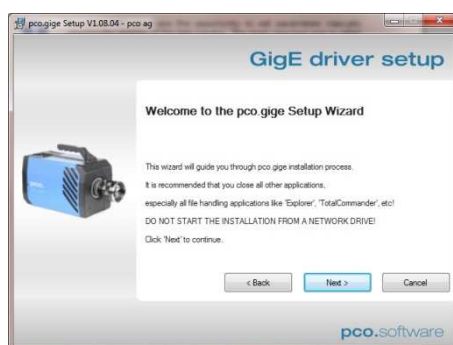 pco.gige Setup V1.08.04 - pco ag
GigE driver setup
Welcome to the pco.gige Setup Wizard
This wizard will guide you through pco.gige installation process.
It is recommended that you close all other applications,
especially all file handling applications like 'Explorer', 'TotalCommander', etc!
DO NOT START THE INSTALLATION FROM A NETWORK DRIVE!
Click 'Next' to continue.
pco.
< Back
Next >
Cancel
pco.software